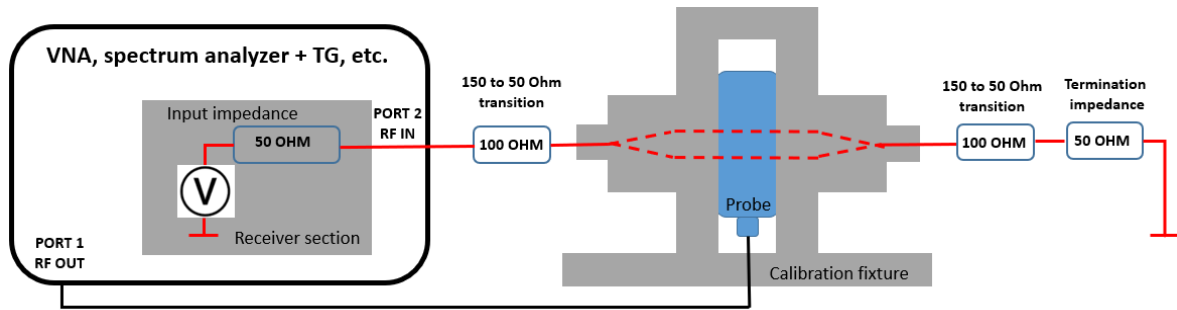 VNA, spectrum analyzer + TG, etc.
Input impedance
50 OHM
PORT 2
RF IN
V
Receiver section
PORT 1
RF OUT
150 to 50 Ohm
transition
100 OHM
Probe
Calibration fixture
150 to 50 Ohm
transition
100 OHM
Termination
impedance
50 OHM